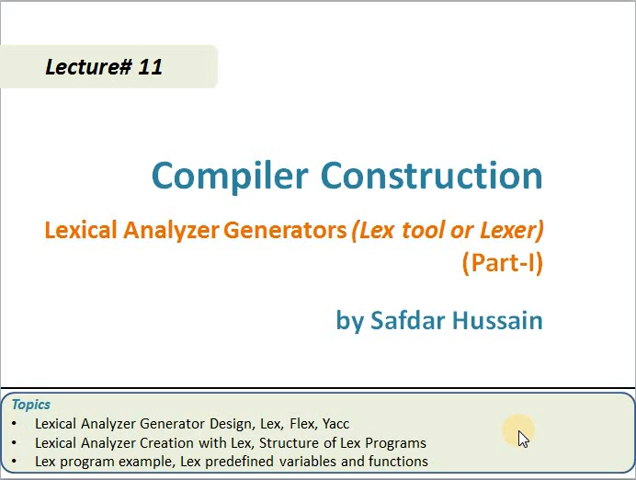 Lecture# 11
Compiler Construction
Lexical Analyzer Generators (Lex tool or Lexer)
(Part-I)
by Safdar Hussain
Topics
• Lexical Analyzer Generator Design, Lex, Flex, Yacc
• Lexical Analyzer Creation with Lex, Structure of Lex Programs
• Lex program example, Lex predefined variables and functions